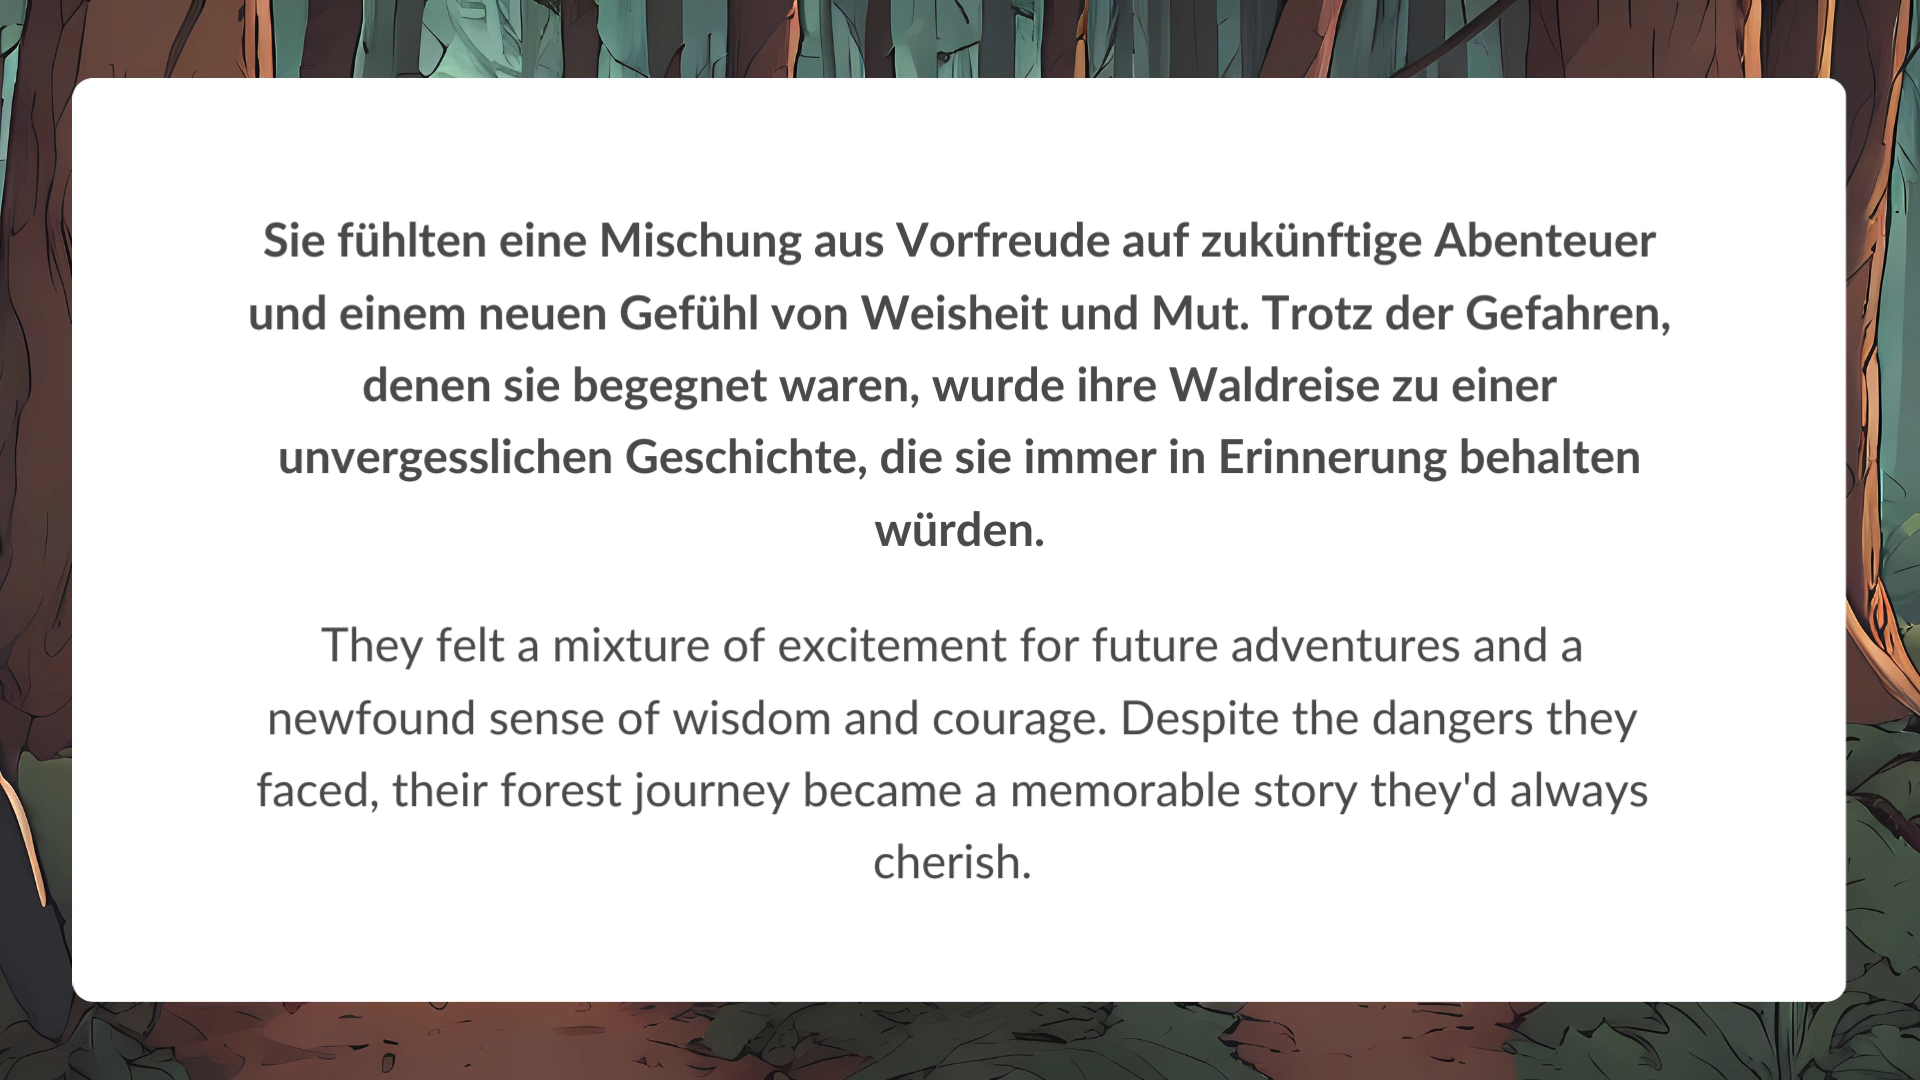 Sie fühlten eine Mischung aus Vorfreude auf zukünftige Abenteuer
und einem neuen Gefühl von Weisheit und Mut. Trotz der Gefahren,
denen sie begegnet waren, wurde ihre Waldreise zu einer
unvergesslichen Geschichte, die sie immer in Erinnerung behalten
würden.
They felt a mixture of excitement for future adventures and a
newfound sense of wisdom and courage. Despite the dangers they
faced, their forest journey became a memorable story they'd always
cherish.